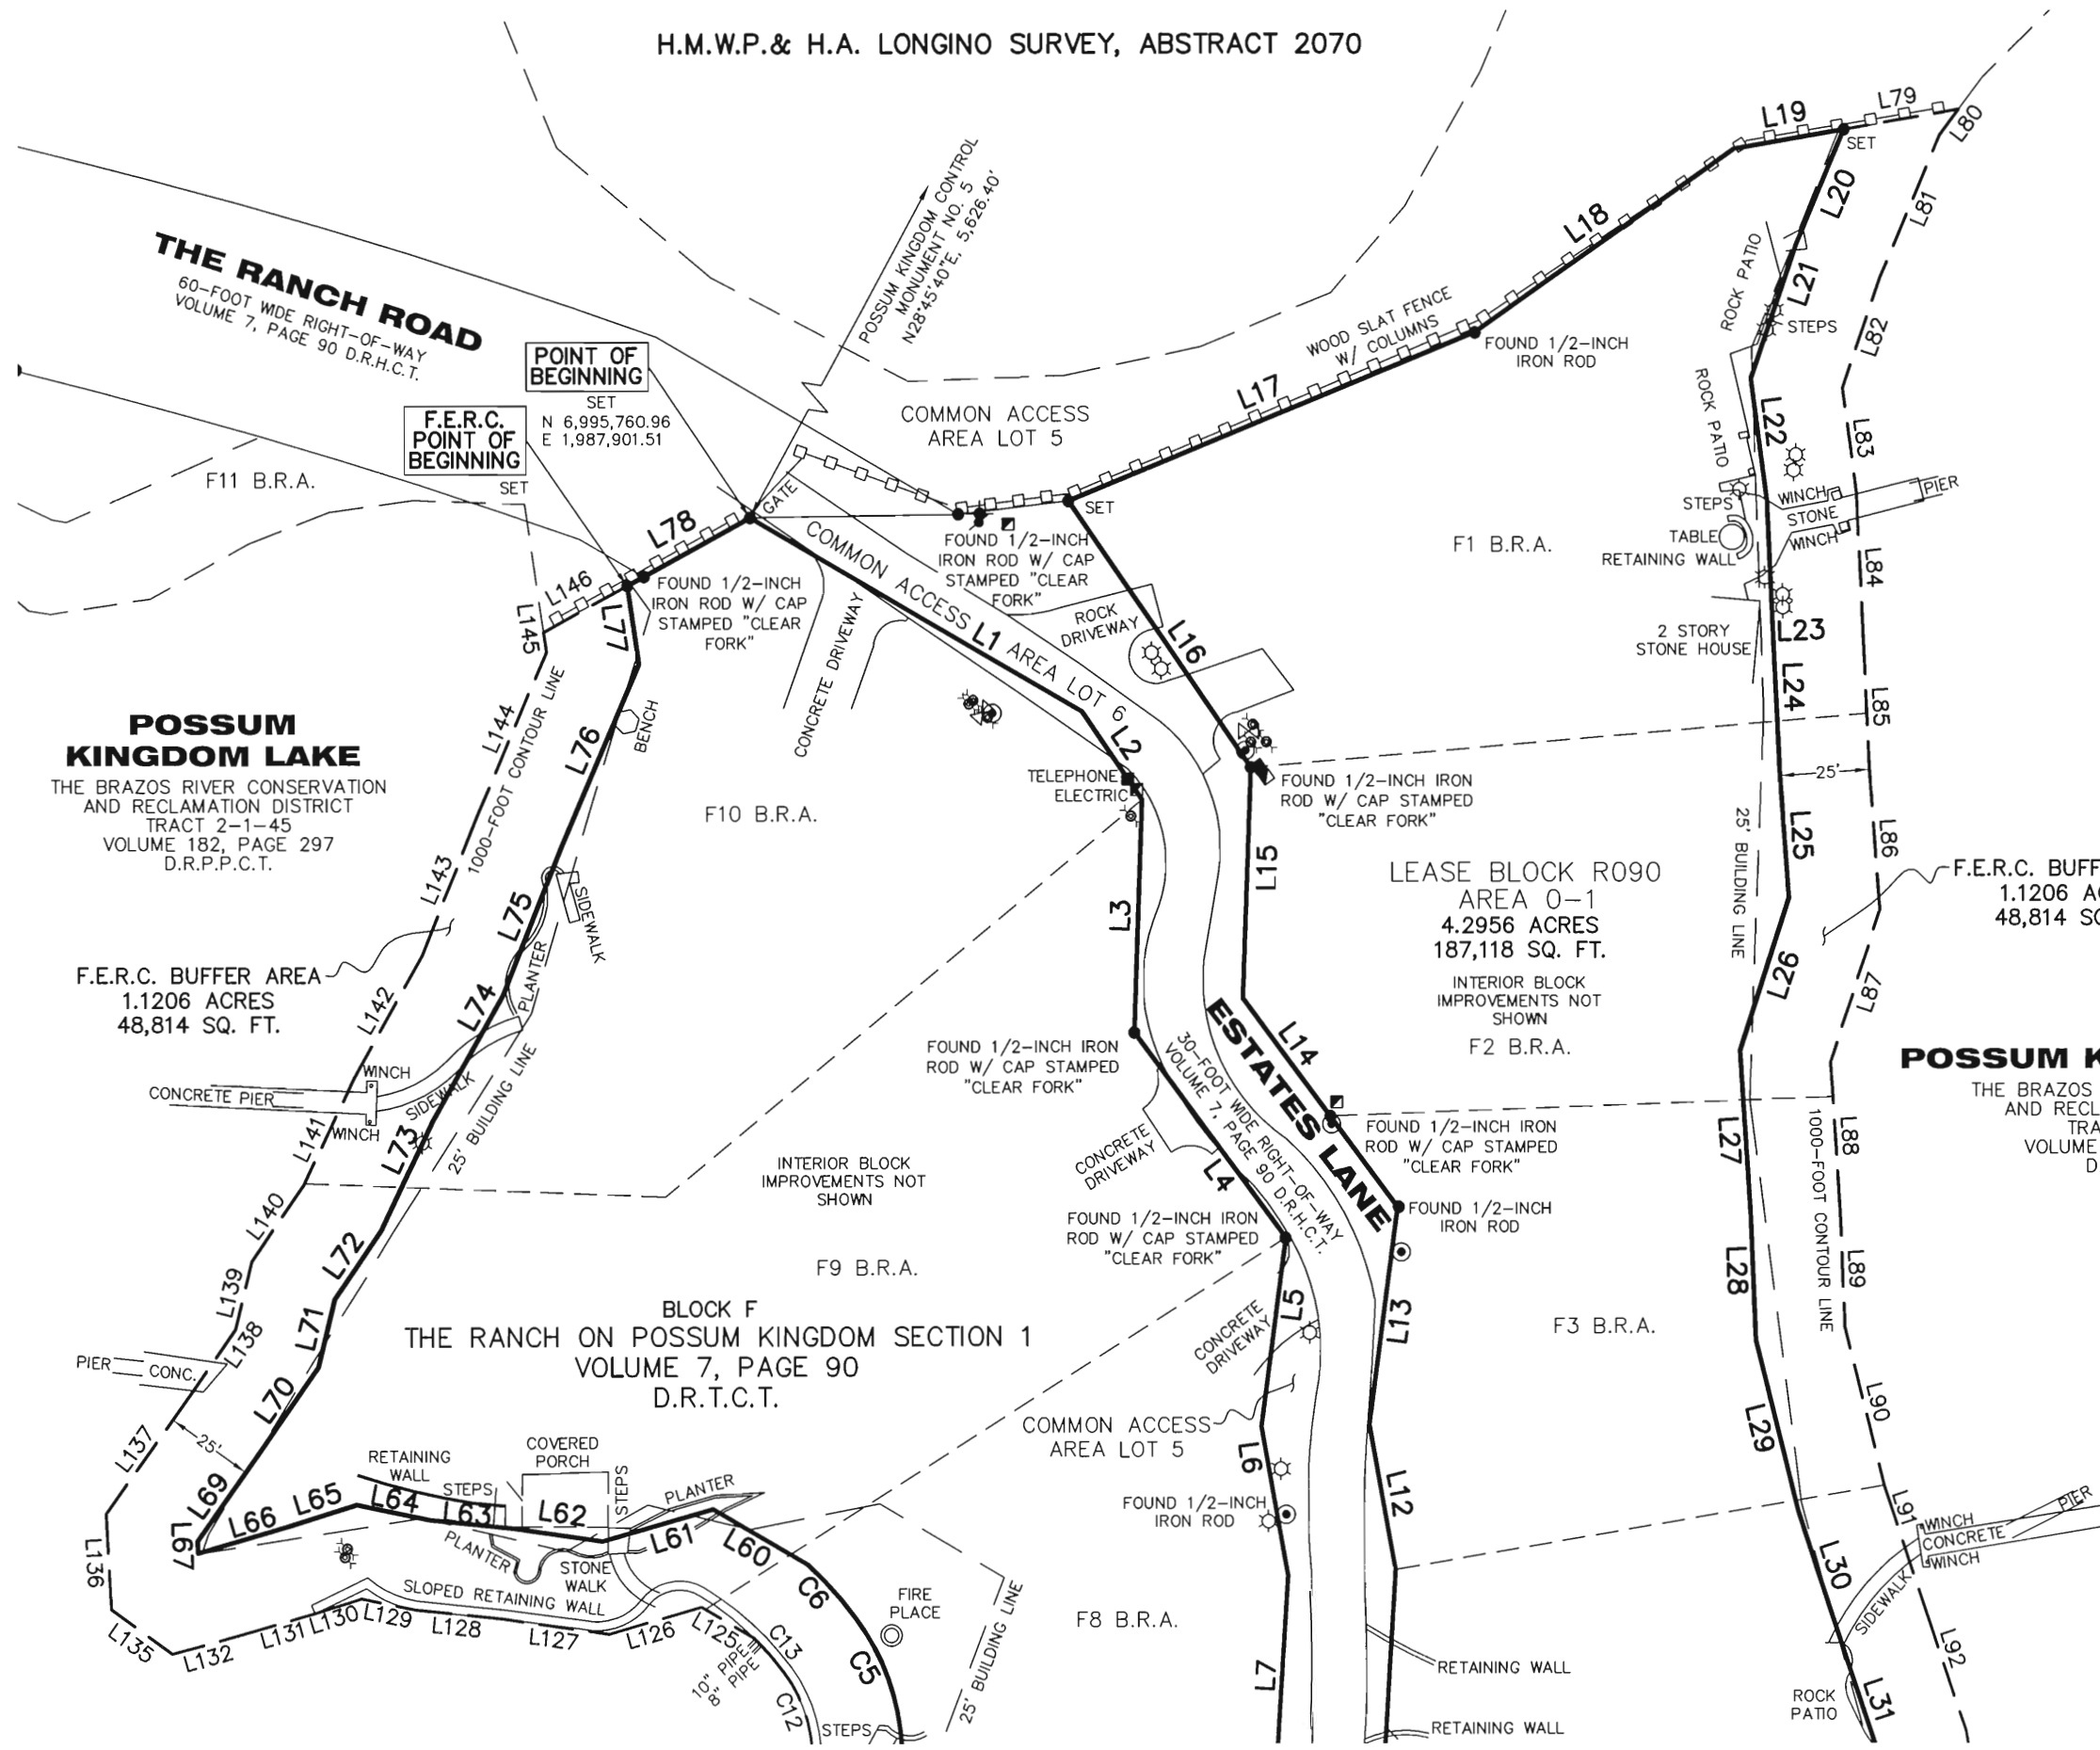 H.M.W.P.& H.A. LONGINO SURVEY, ABSTRACT 2070
THE RANCH ROAD
60-FOOT WIDE RIGHT-OF-WAY
VOLUME 7, PAGE 90 D.R.H.C.T.
POSSUM KINGDOM CONTROL
MONUMENT NO. 5
N28°45'40"E, 5,626.40'
POINT OF
BEGINNING
SET
N 6,995,760.96
E 1,987,901.51
F.E.R.C.
POINT OF
BEGINNING
SET
F11 B.R.A.
COMMON ACCESS
AREA LOT 5
WOOD SLAT FENCE
W/ COLUMNS
L17
L18
L19
L79
L80
SET
L20
L81
ROCK PATIO
L21
STEPS
L82
FOUND 1/2-INCH
IRON ROD
ROCK PATIO
L22
L83
STEPS
WINCH
PIER
STONE
WINCH
TABLE
RETAINING WALL
L84
F1 B.R.A.
2 STORY
STONE HOUSE
L23
L24
L85
L78
GATE
SET
FOUND 1/2-INCH
IRON ROD W/ CAP
STAMPED "CLEAR
FORK"
COMMON ACCESS AREA LOT 6
L1
ROCK
DRIVEWAY
L16
L146
L145
L77
FOUND 1/2-INCH
IRON ROD W/ CAP
STAMPED "CLEAR
FORK"
CONCRETE DRIVEWAY
L144
1000-FOOT CONTOUR LINE
BENCH
L76
L2
TELEPHONE
ELECTRIC
POSSUM
KINGDOM LAKE
THE BRAZOS RIVER CONSERVATION
AND RECLAMATION DISTRICT
TRACT 2-1-45
VOLUME 182, PAGE 297
D.R.P.P.C.T.
F10 B.R.A.
FOUND 1/2-INCH IRON
ROD W/ CAP STAMPED
"CLEAR FORK"
25'
25' BUILDING LINE
L25
L86
L143
L75
SIDEWALK
PLANTER
L3
L15
LEASE BLOCK R090
AREA O-1
4.2956 ACRES
187,118 SQ. FT.
INTERIOR BLOCK
IMPROVEMENTS NOT
SHOWN
F2 B.R.A.
F.E.R.C. BUFF
1.1206 A
48,814 S
L26
L87
F.E.R.C. BUFFER AREA
1.1206 ACRES
48,814 SQ. FT.
L142
L74
WINCH
CONCRETE PIER
WINCH
SIDEWALK
25' BUILDING LINE
L141
L73
FOUND 1/2-INCH IRON
ROD W/ CAP STAMPED
"CLEAR FORK"
ESTATES LANE
30-FOOT WIDE RIGHT-OF-WAY
VOLUME 7, PAGE 90 D.R.H.C.T.
L14
FOUND 1/2-INCH IRON
ROD W/ CAP STAMPED
"CLEAR FORK"
POSSUM K
THE BRAZOS
AND RECL
TRA
VOLUME
D
L27
L88
1000-FOOT CONTOUR LINE
CONCRETE
DRIVEWAY
L4
INTERIOR BLOCK
IMPROVEMENTS NOT
SHOWN
FOUND 1/2-INCH
IRON ROD
FOUND 1/2-INCH IRON
ROD W/ CAP STAMPED
"CLEAR FORK"
L140
L72
L139
L71
L138
F9 B.R.A.
BLOCK F
THE RANCH ON POSSUM KINGDOM SECTION 1
VOLUME 7, PAGE 90
D.R.T.C.T.
L5
CONCRETE
DRIVEWAY
L13
F3 B.R.A.
L28
L89
PIER
CONC.
L70
25'
L137
COMMON ACCESS
AREA LOT 5
L6
L12
L29
L90
FOUND 1/2-INCH
IRON ROD
RETAINING
WALL
COVERED
PORCH
STEPS
STEPS
PLANTER
L69
L66
L65
L64
L63
L62
L61
L60
L67
L136
PLANTER
STONE
WALK
SLOPED RETAINING WALL
C6
C5
FIRE
PLACE
25' BUILDING LINE
F8 B.R.A.
L7
L135
L132
L131
L130
L129
L128
L127
L126
L125
10" PIPE
8" PIPE
C13
C12
STEPS
RETAINING WALL
RETAINING WALL
L91
WINCH
CONCRETE
WINCH
PIER
L30
SIDEWALK
L92
ROCK
PATIO
L31